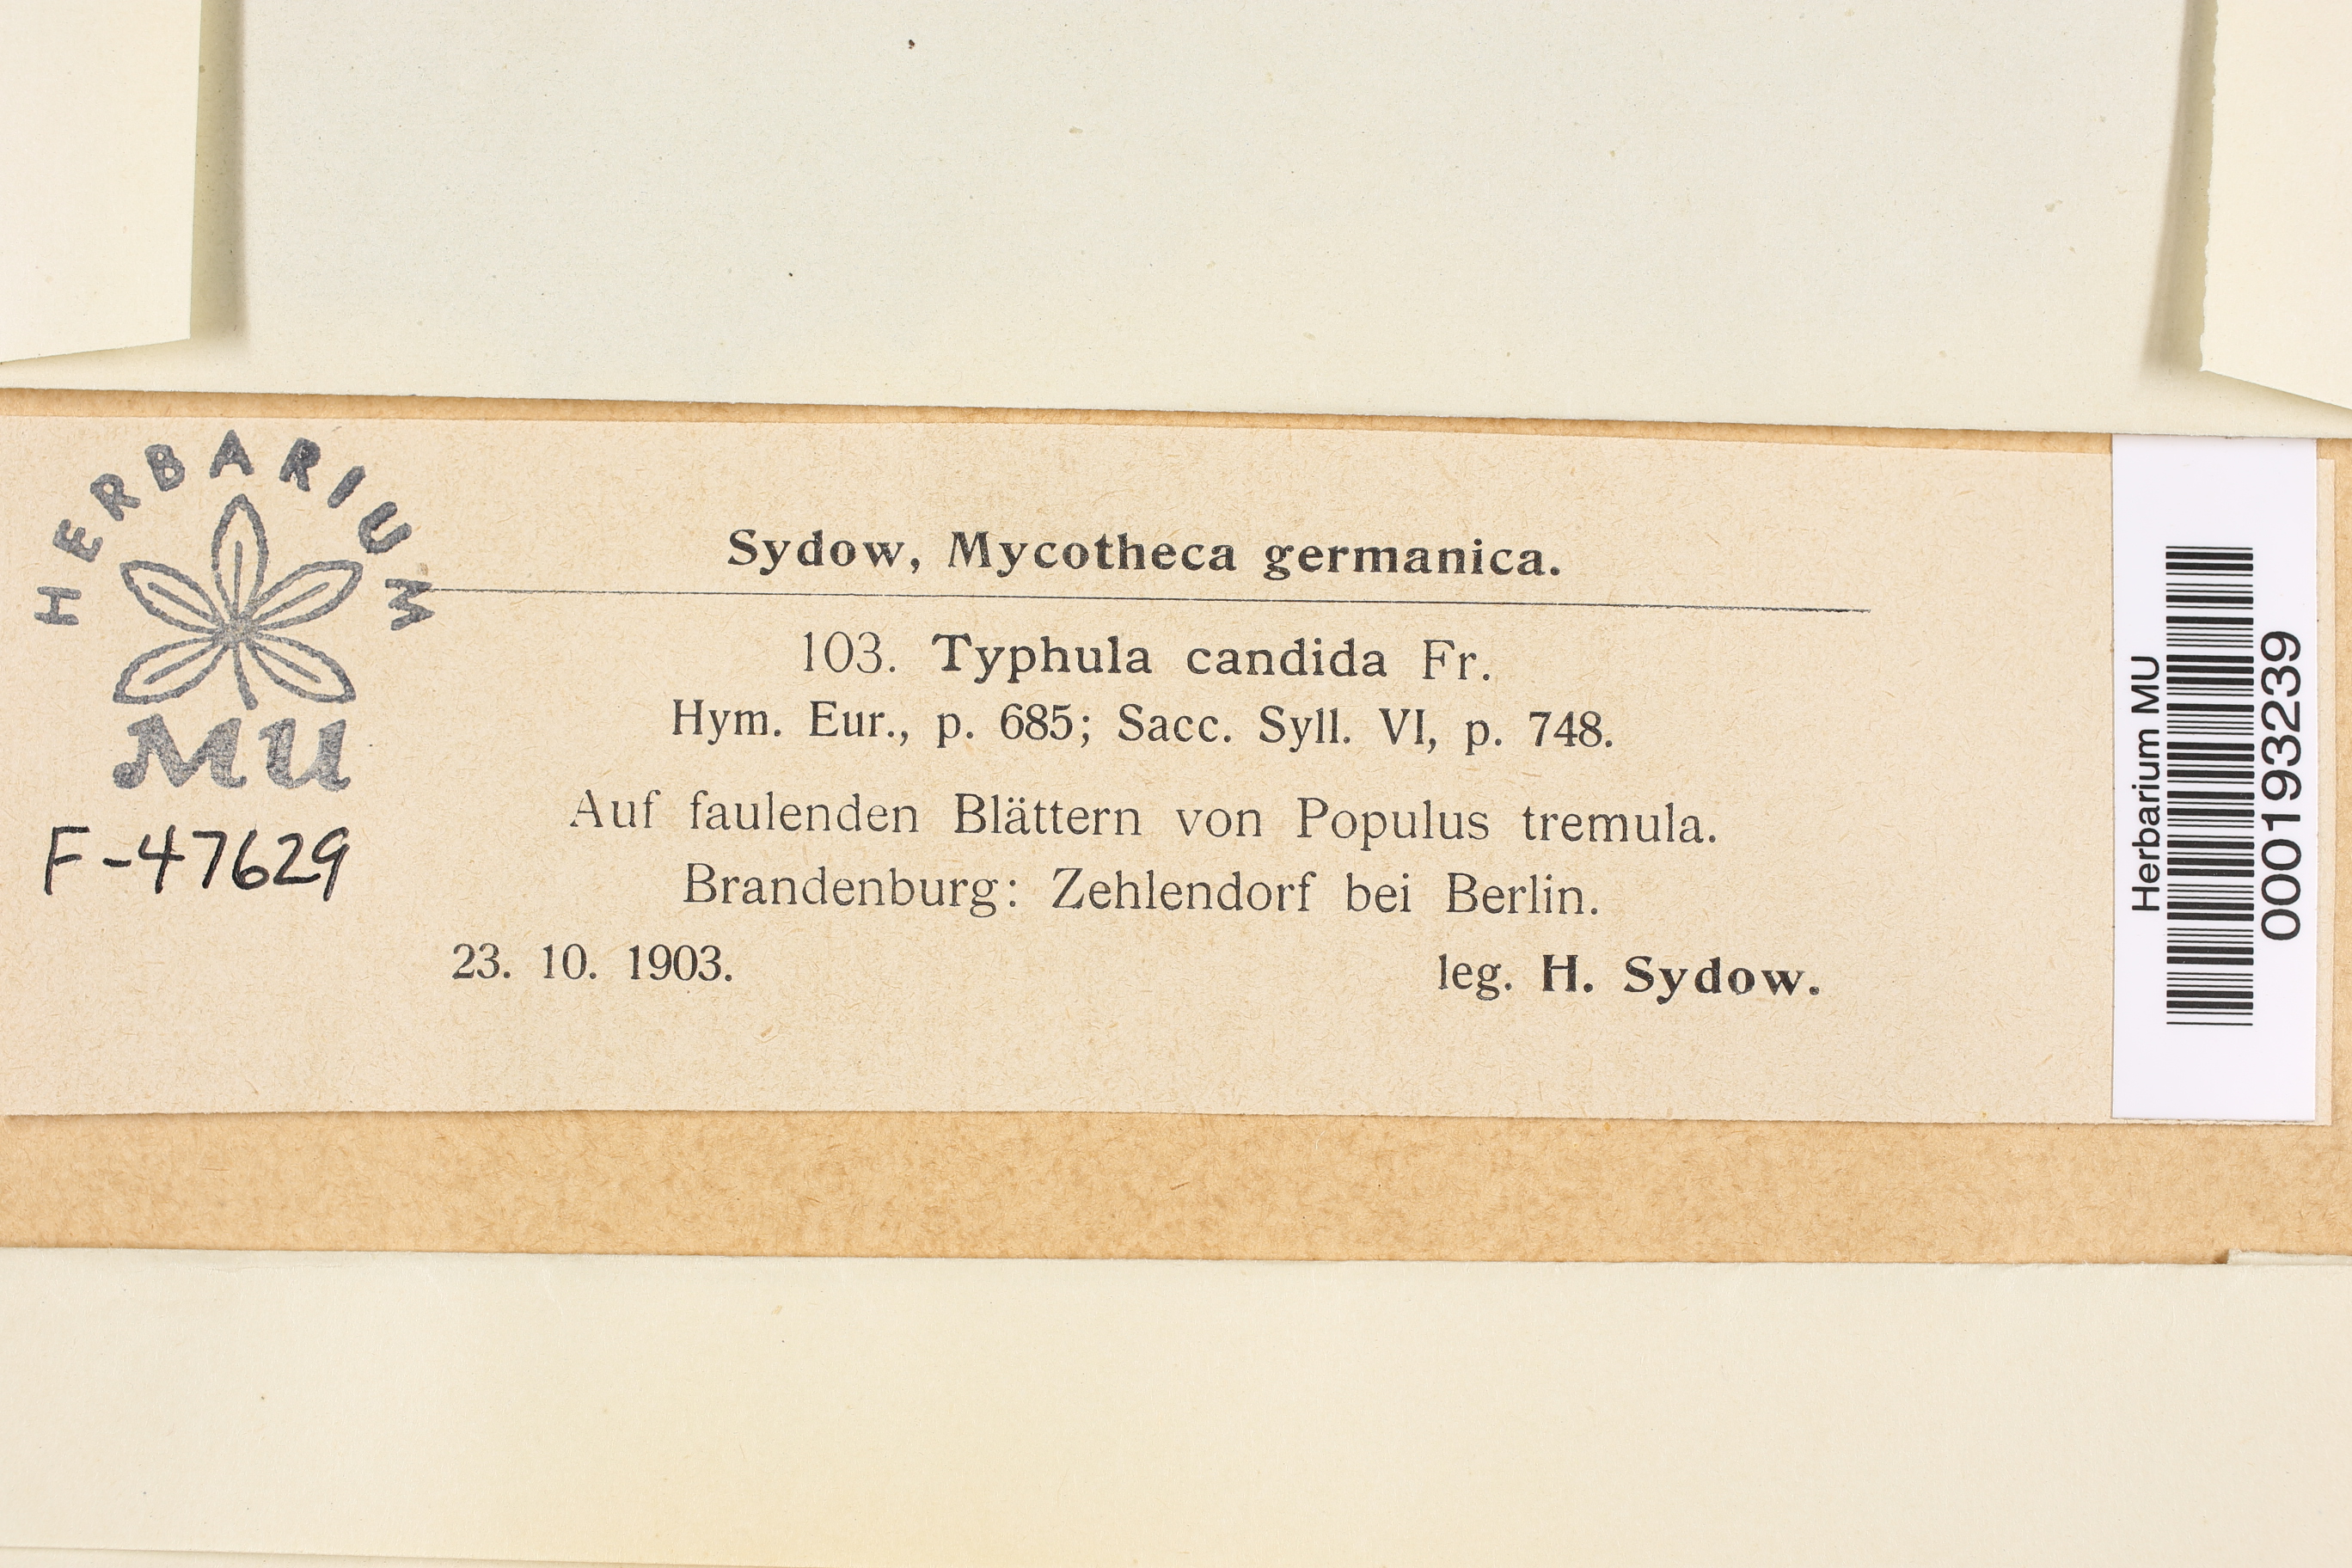 HERBARIUM
MU
F-47629
Sydow, Mycotheca germanica.
103. Typhula candida Fr.
Hym. Eur., p. 685; Sacc. Syll. VI, p. 748.
Auf faulenden Blättern von Populus tremula.
Brandenburg: Zehlendorf bei Berlin.
23. 10. 1903. leg. H. Sydow.
Herbarium MU
000193239